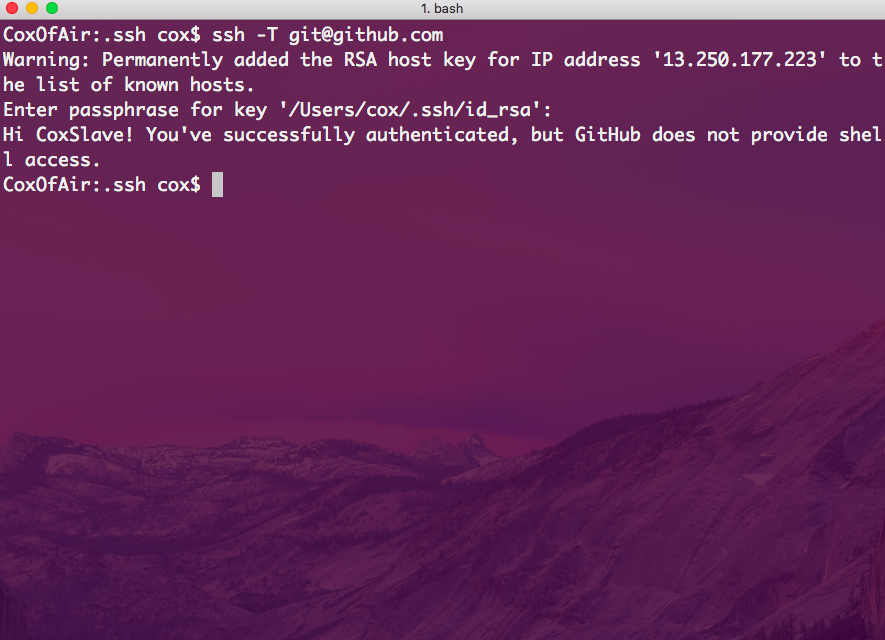 1. bash
CoxOfAir:.ssh cox$ ssh -T git@github.com
Warning: Permanently added the RSA host key for IP address '13.250.177.223' to t
he list of known hosts.
Enter passphrase for key '/Users/cox/.ssh/id_rsa':
Hi CoxSlave! You've successfully authenticated, but GitHub does not provide shel
l access.
CoxOfAir:.ssh cox$